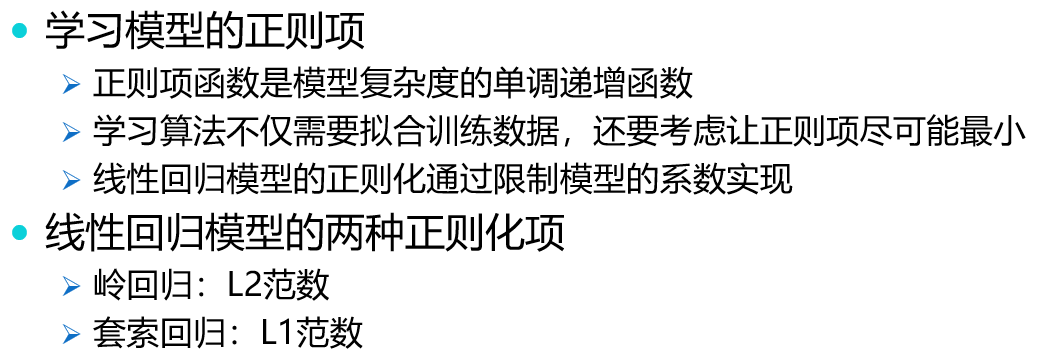 学习模型的正则项
正则项函数是模型复杂度的单调递增函数
学习算法不仅需要拟合训练数据，还要考虑让正则项尽可能最小
线性回归模型的正则化通过限制模型的系数实现
线性回归模型的两种正则化项
岭回归：L2范数
套索回归：L1范数